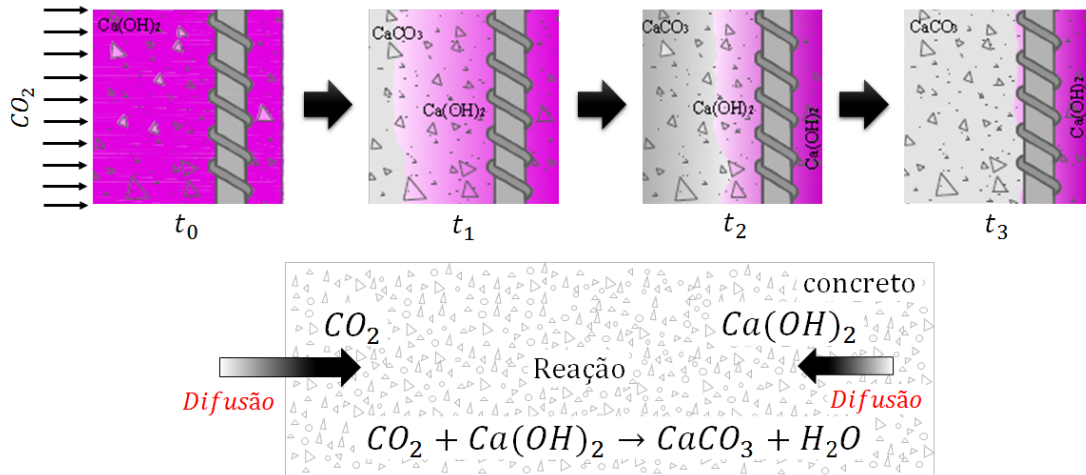 CO₂
Ca(OH)₂
t₀
CaCO₃
Ca(OH)₂
t₁
CaCO₃
Ca(OH)₂
Ca(OH)₂
t₂
CaCO₃
Ca(OH)₂
t₃
concreto
CO₂
Ca(OH)₂
Reação
Difusão
Difusão
CO₂ + Ca(OH)₂ → CaCO₃ + H₂O